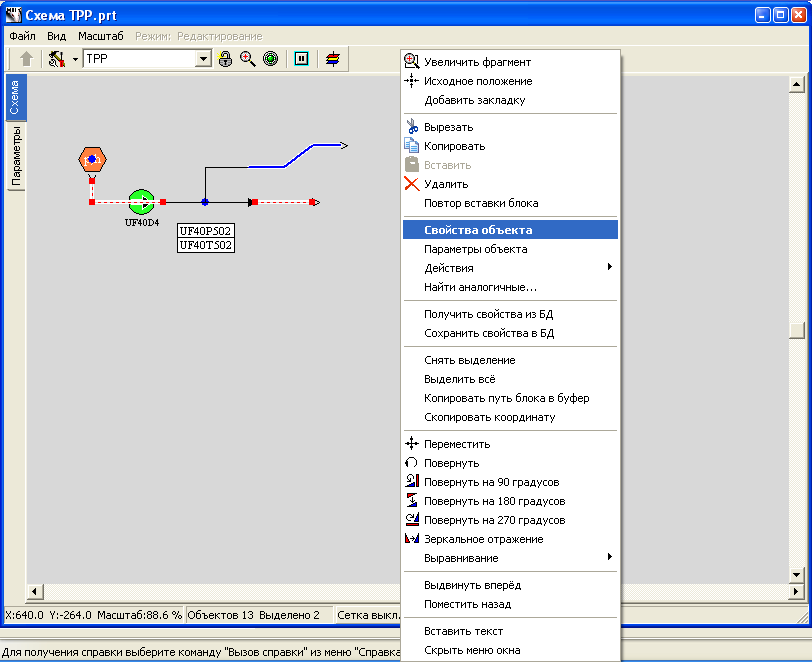 Схема TPP.prt
Файл Вид Масштаб Режим: Редактирование
TPP
Схема
Параметры
UF40D4
UF40P502
UF40T502
Увеличить фрагмент
Исходное положение
Добавить закладку
Вырезать
Копировать
Вставить
Удалить
Повтор вставки блока
Свойства объекта
Параметры объекта
Действия
Найти аналогичные...
Получить свойства из БД
Сохранить свойства в БД
Снять выделение
Выделить всё
Копировать путь блока в буфер
Скопировать координату
Переместить
Повернуть
Повернуть на 90 градусов
Повернуть на 180 градусов
Повернуть на 270 градусов
Зеркальное отражение
Выравнивание
Выдвинуть вперёд
Поместить назад
Вставить текст
Скрыть меню окна
X:640.0 Y:-264.0 Масштаб:88.6 % Объектов 13 Выделено 2 Сетка выкл.
Для получения справки выберите команду "Вызов справки" из меню "Справка